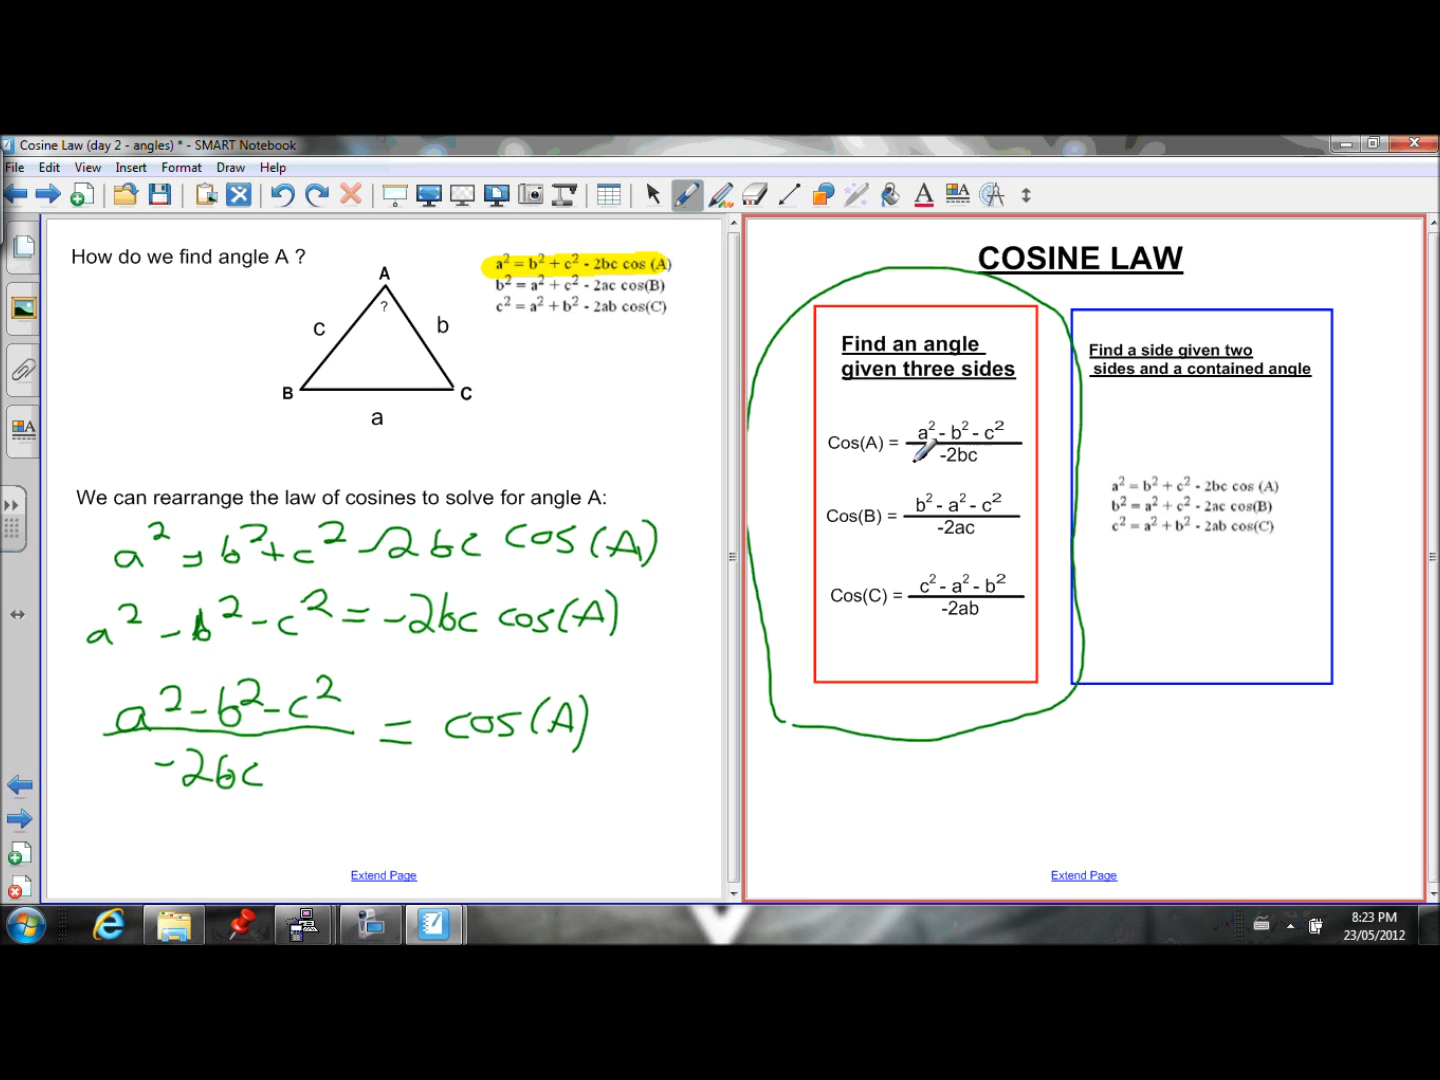 Cosine Law (day 2 - angles) * - SMART Notebook
File Edit View Insert Format Draw Help
How do we find angle A ?
a² = b² + c² - 2bc cos (A)
b² = a² + c² - 2ac cos(B)
c² = a² + b² - 2ab cos(C)
A
?
c
b
B
C
a
We can rearrange the law of cosines to solve for angle A:
a² = b² + c² - 2bc cos(A)
a² - b² - c² = -2bc cos(A)
a² - b² - c²
= cos(A)
-2bc
Extend Page
COSINE LAW
Find an angle
given three sides
Cos(A) =
a² - b² - c²
-2bc
Cos(B) =
b² - a² - c²
-2ac
Cos(C) =
c² - a² - b²
-2ab
Find a side given two
sides and a contained angle
a² = b² + c² - 2bc cos (A)
b² = a² + c² - 2ac cos(B)
c² = a² + b² - 2ab cos(C)
Extend Page
8:23 PM
23/05/2012